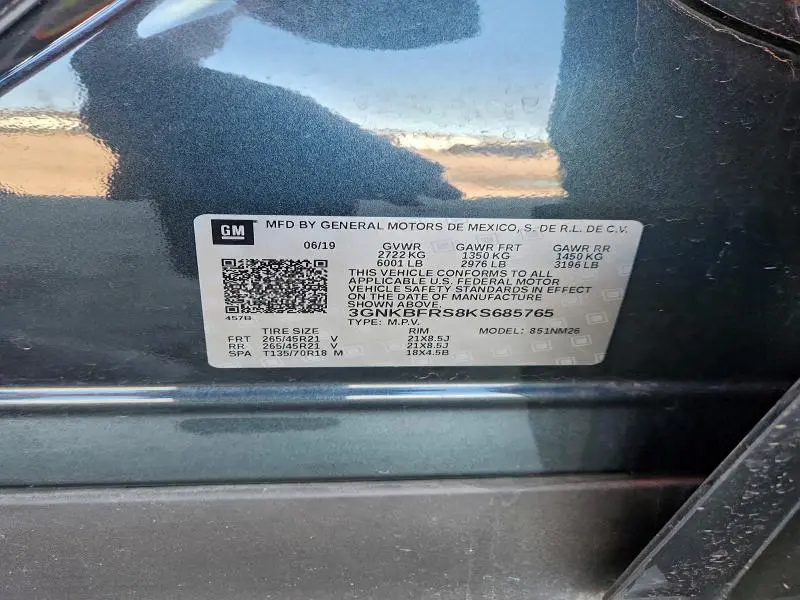 GM MFD BY GENERAL MOTORS DE MEXICO, S. DE R.L. DE C.V.
06/19 GVWR GAWR FRT GAWR RR
2722 KG 1350 KG 1450 KG
6001 LB 2976 LB 3196 LB
THIS VEHICLE CONFORMS TO ALL
APPLICABLE U.S. FEDERAL MOTOR
VEHICLE SAFETY STANDARDS IN EFFECT
ON THE DATE OF MANUFACTURE
SHOWN ABOVE.
457B 3GNKBFRS8KS685765
TYPE: M.P.V. MODEL: 851NM26
TIRE SIZE RIM
FRT 265/45R21 V 21X8.5J
RR 265/45R21 V 21X8.5J
SPA T135/70R18 M 18X4.5B